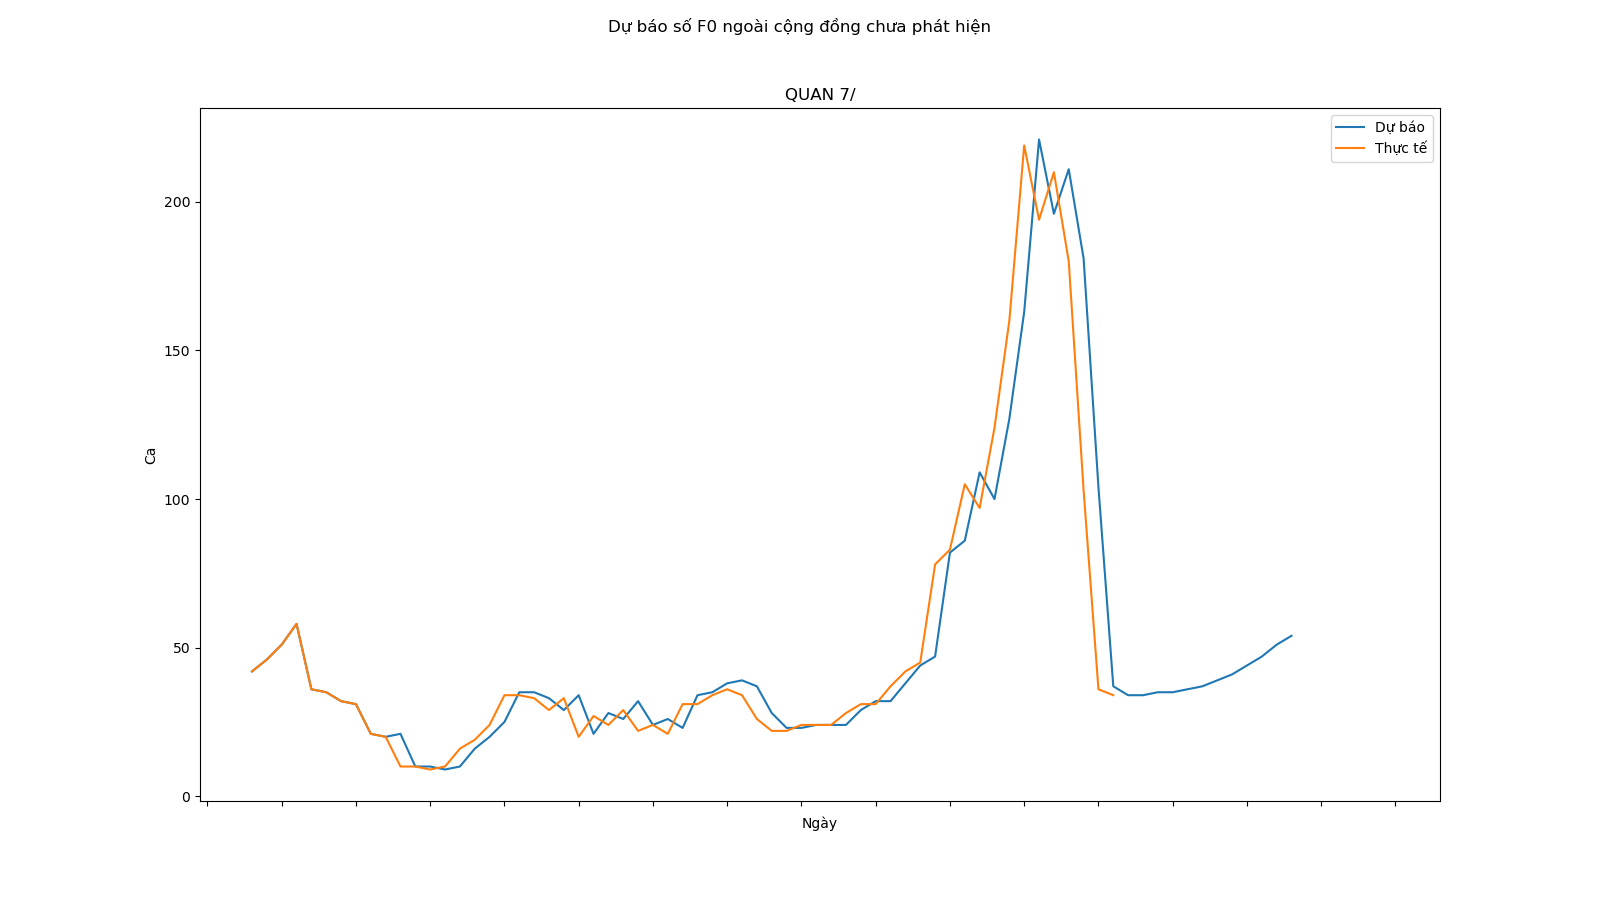 Dự báo số F0 ngoài cộng đồng chưa phát hiện
QUAN 7/
Dự báo
Thực tế
200
150
100
50
0
Ca
Ngày